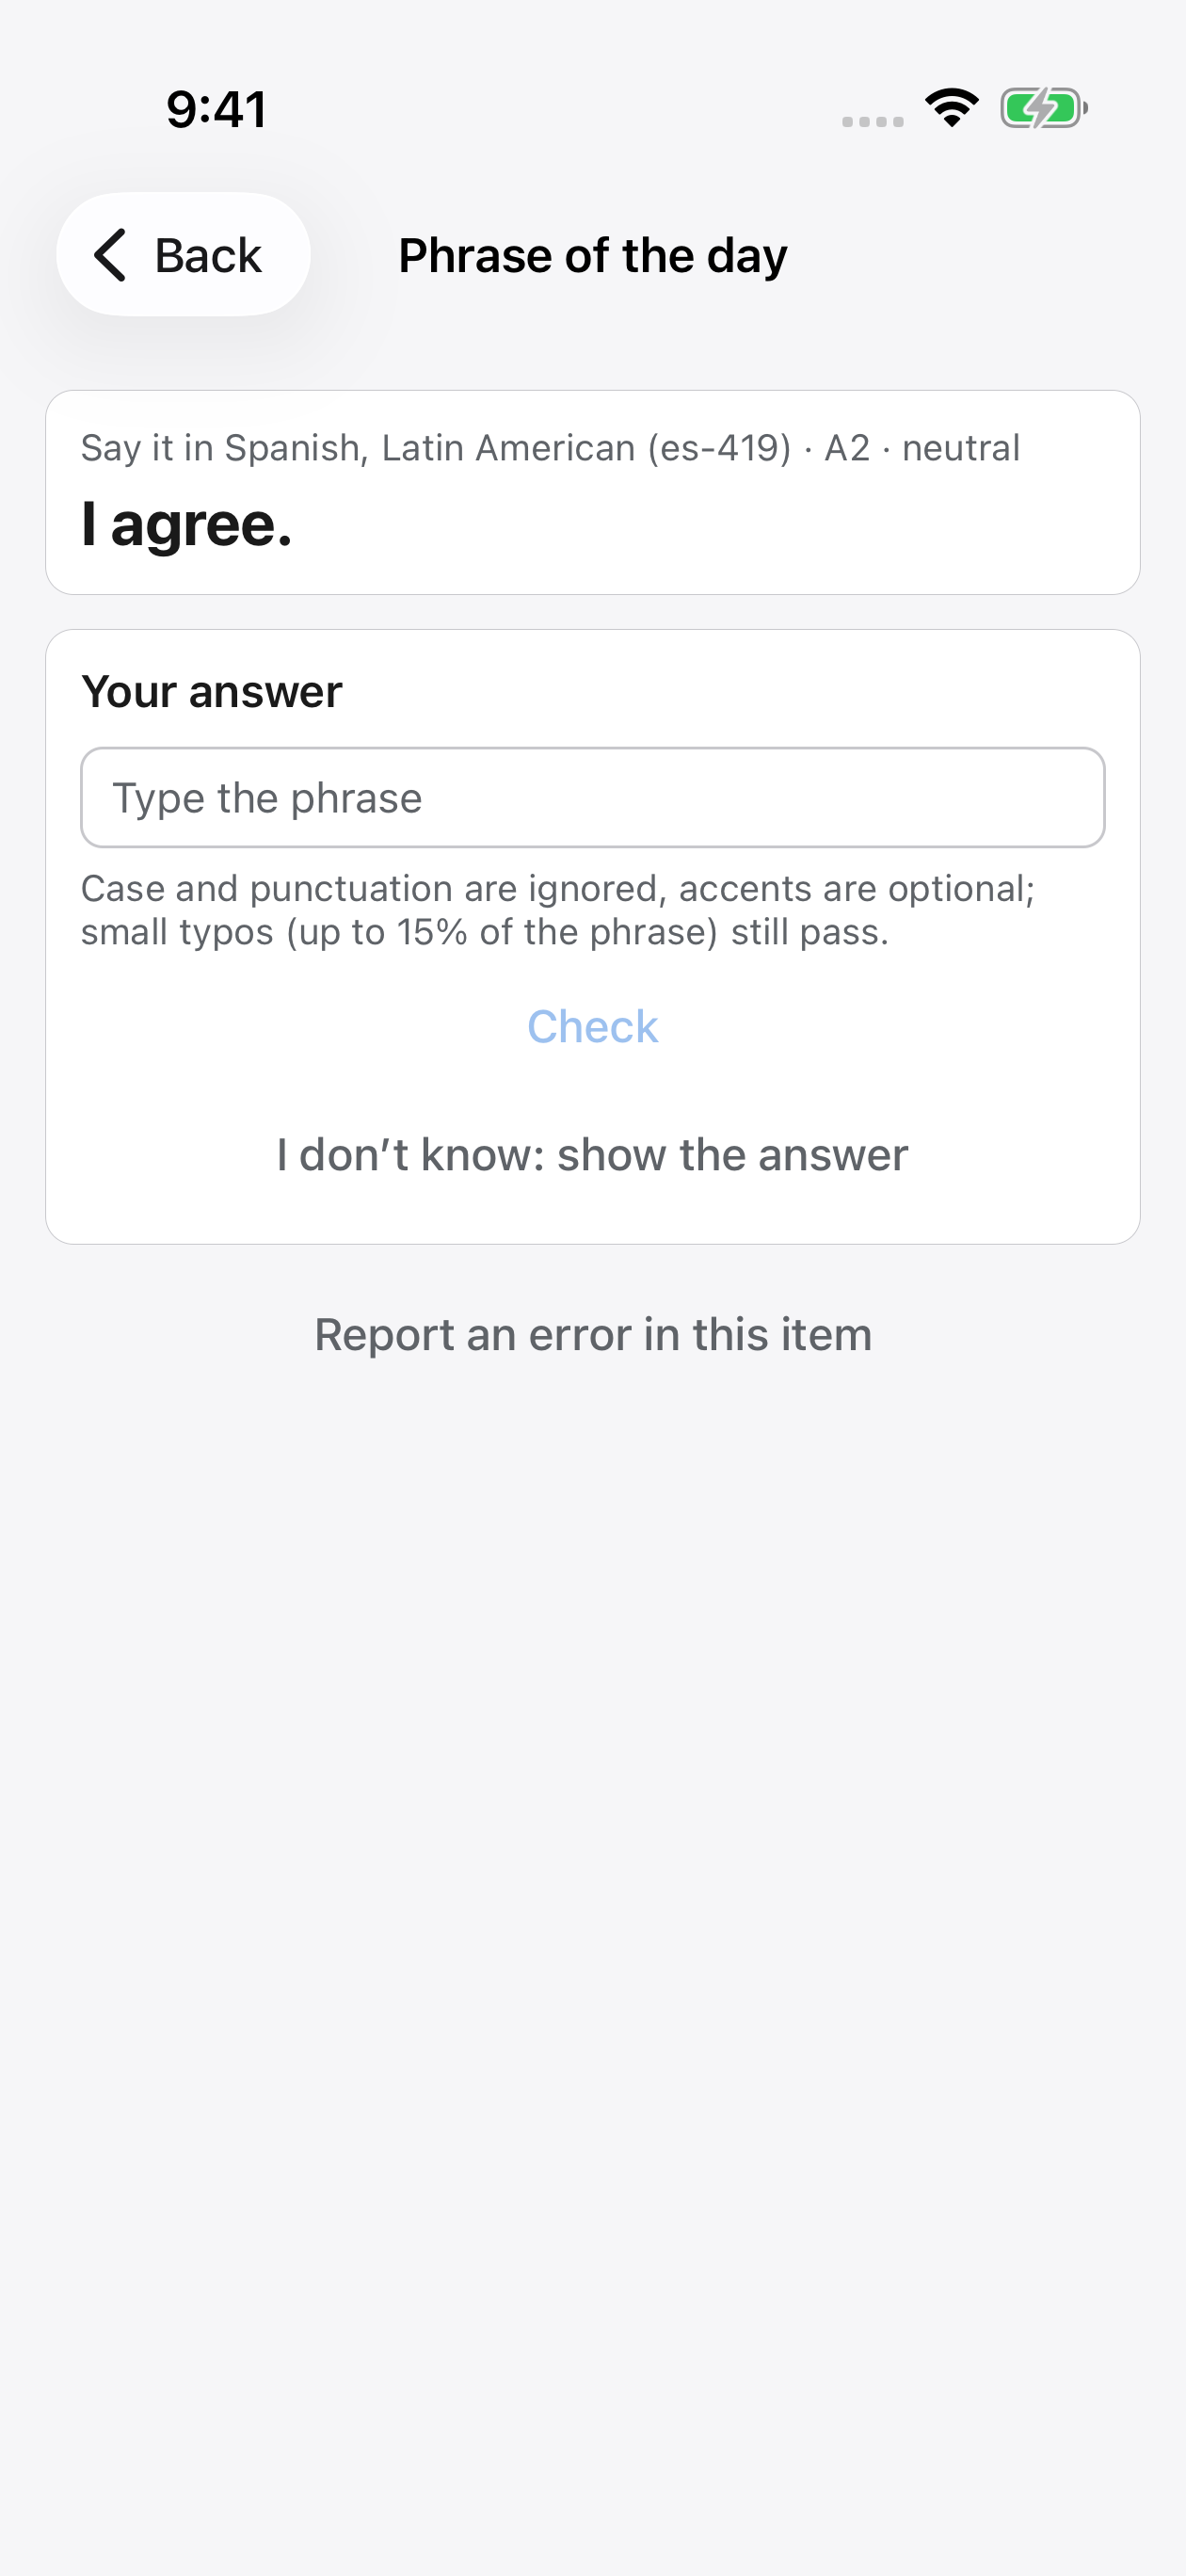 9:41
Back
Phrase of the day
Say it in Spanish, Latin American (es-419) · A2 · neutral
I agree.
Your answer
Type the phrase
Case and punctuation are ignored, accents are optional;
small typos (up to 15% of the phrase) still pass.
Check
I don’t know: show the answer
Report an error in this item